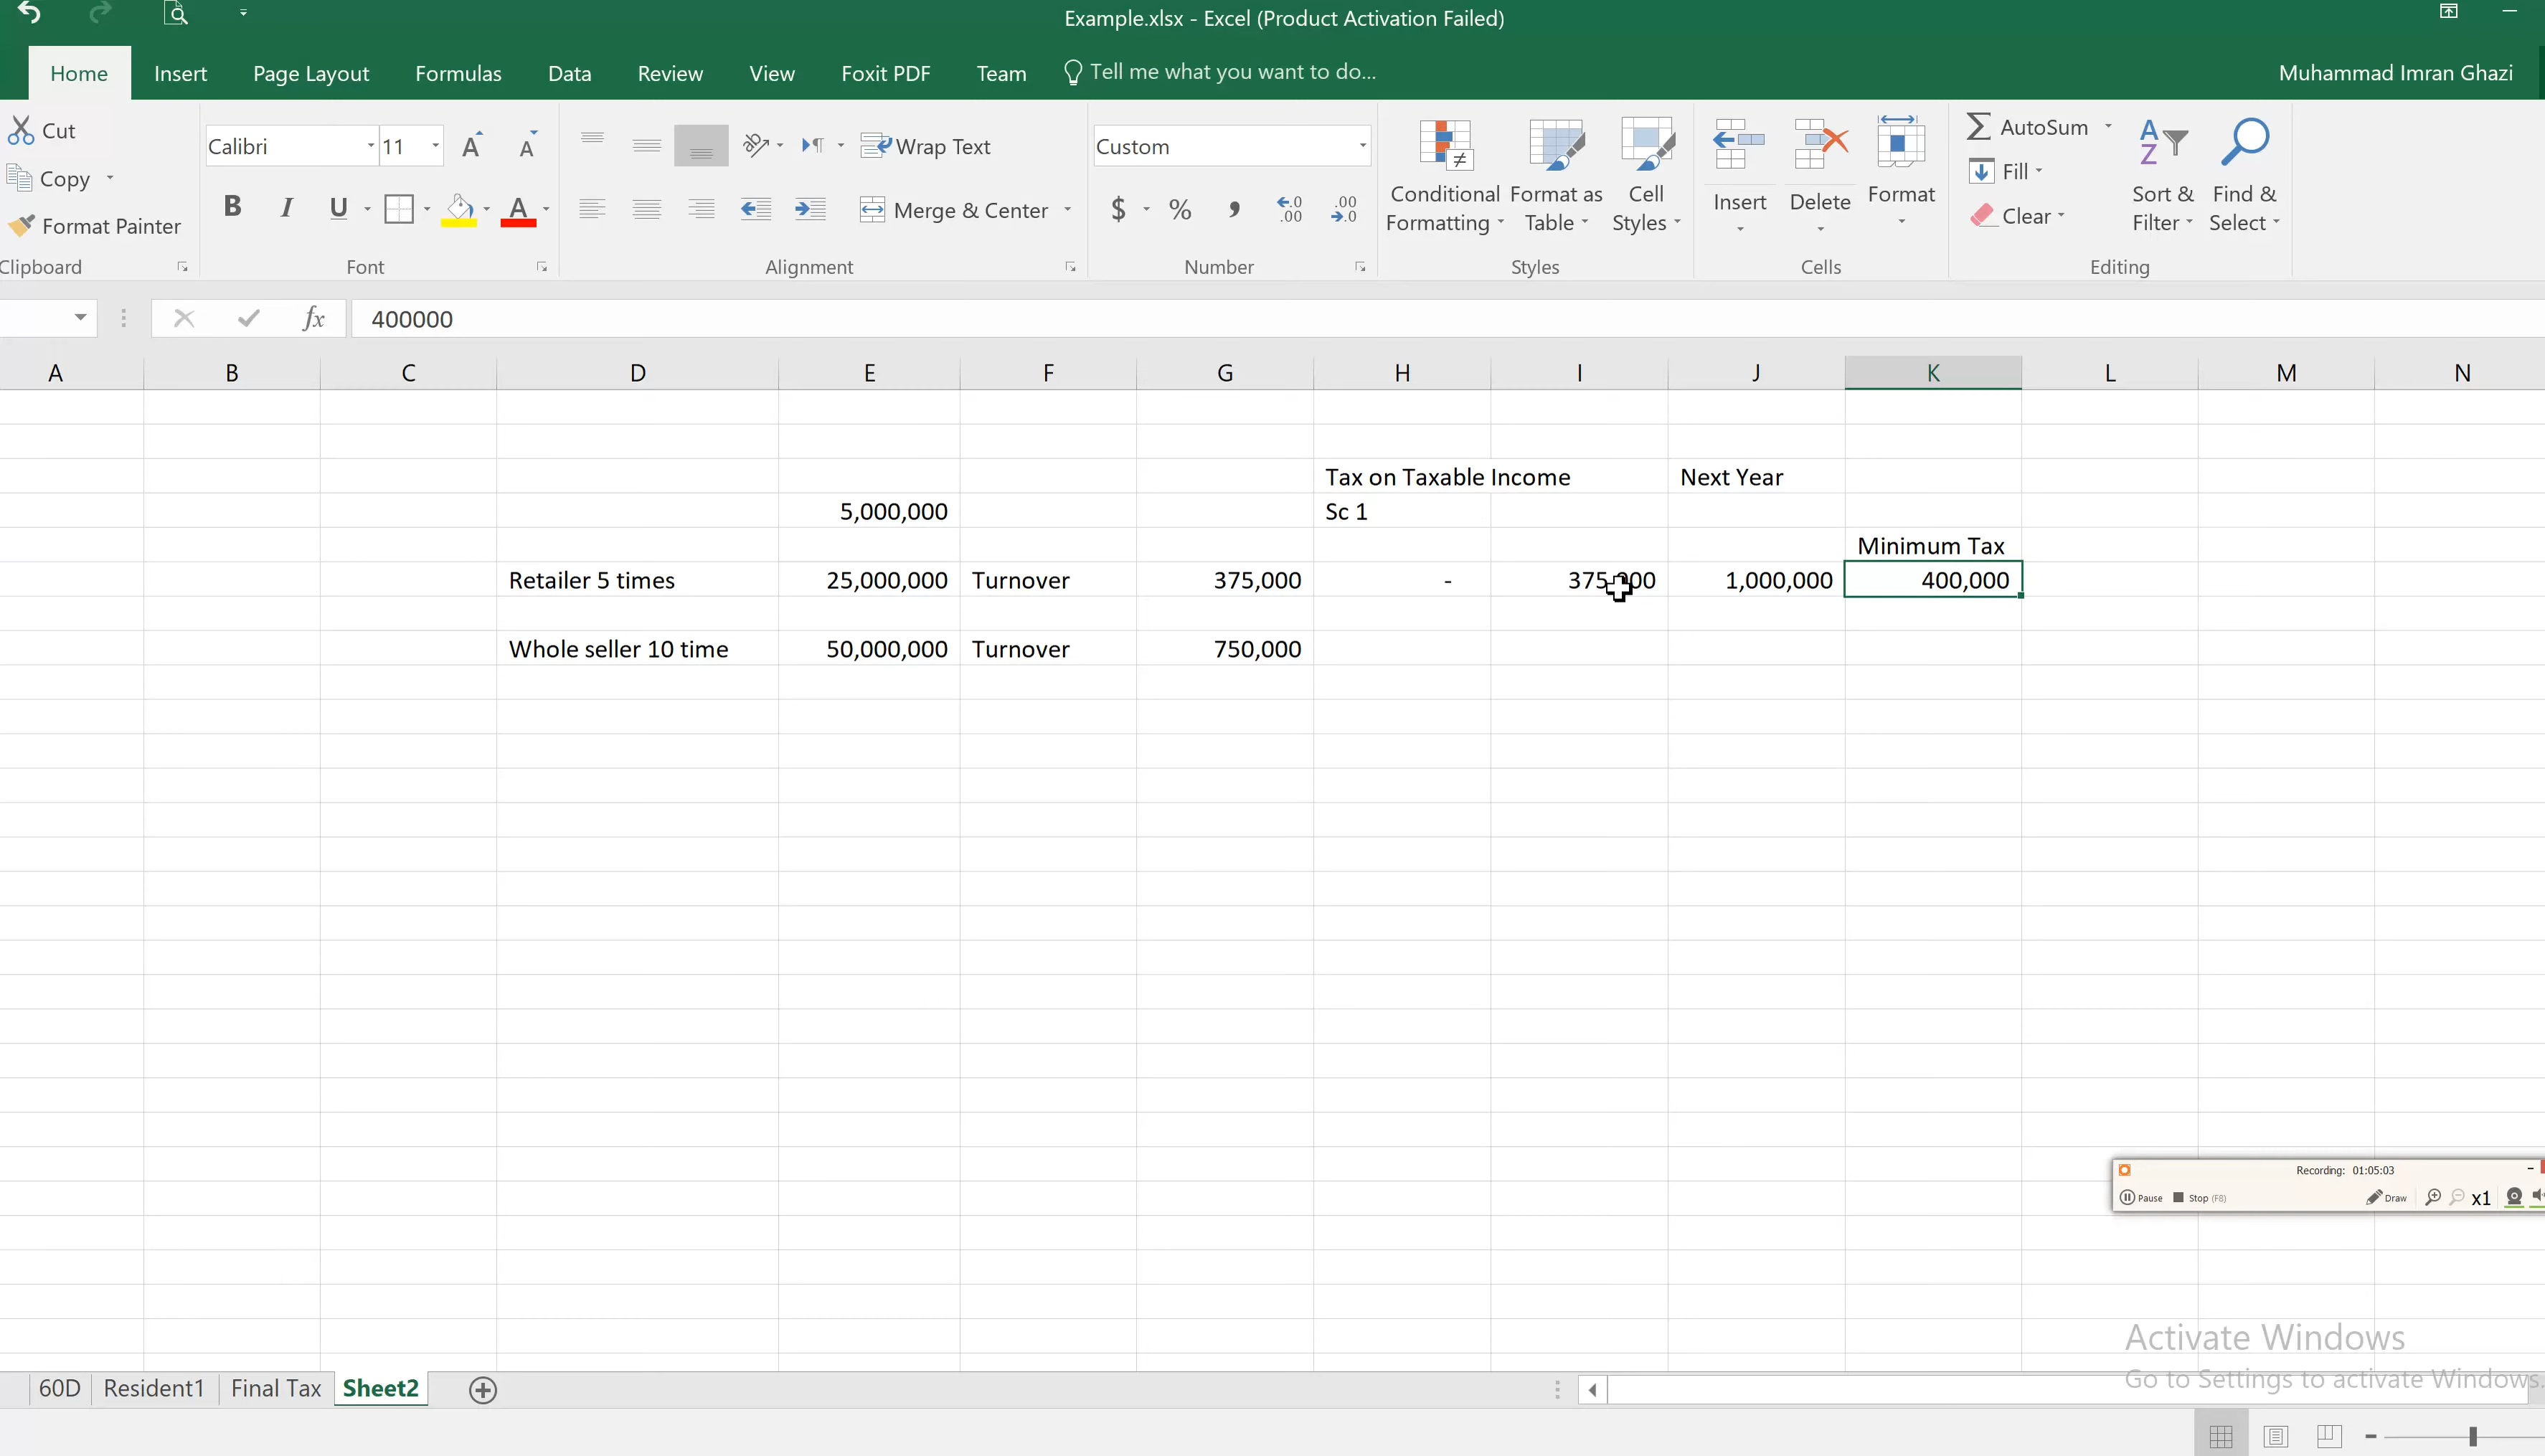 Example.xlsx - Excel (Product Activation Failed)
Home Insert Page Layout Formulas Data Review View Foxit PDF Team Tell me what you want to do... Muhammad Imran Ghazi
Cut
Copy
Format Painter
Clipboard
Calibri 11
B I U A
Font
Wrap Text
Merge & Center
Alignment
Custom
$ % , .00 .00
Number
Conditional Formatting
Format as Table
Cell Styles
Styles
Insert
Delete
Format
Cells
AutoSum
Fill
Clear
Sort & Filter
Find & Select
Editing
fx 400000
A B C D E F G H I J K L M N
Tax on Taxable Income Next Year
5,000,000 Sc 1
Minimum Tax
Retailer 5 times 25,000,000 Turnover 375,000 - 1,000,000 400,000
Whole seller 10 time 50,000,000 Turnover 750,000
Recording: 01:05:03
Pause Stop (F8) Draw x1
Activate Windows
Go to Settings to activate Windows.
60D Resident1 Final Tax Sheet2